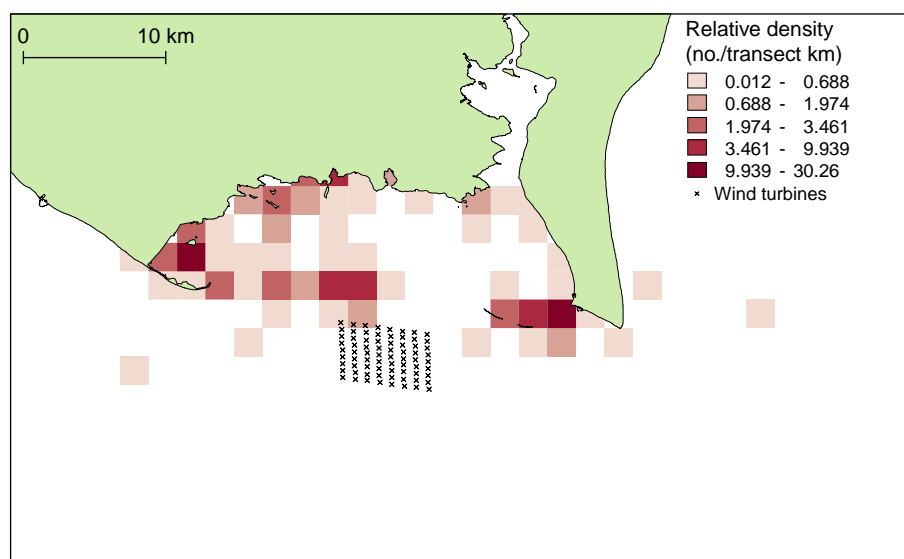 0 10 km
Relative density
(no./transect km)
0.012 - 0.688
0.688 - 1.974
1.974 - 3.461
3.461 - 9.939
9.939 - 30.26
Wind turbines